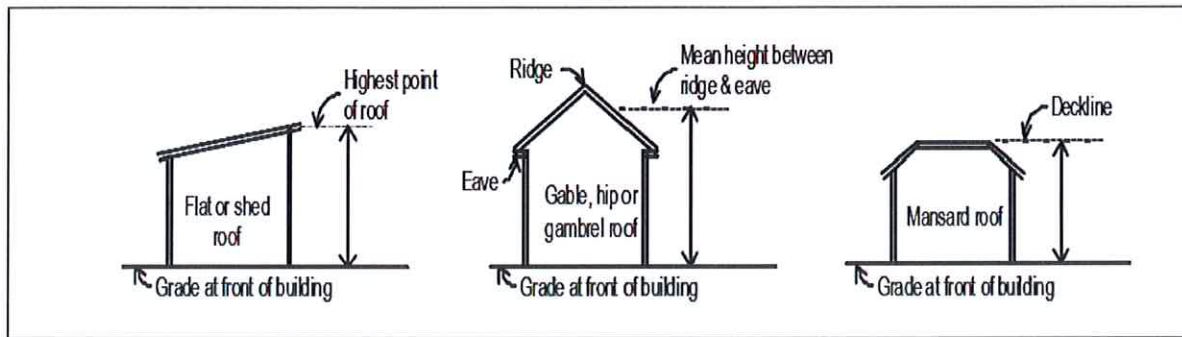 Highest point
of roof
Flat or shed
roof
Grade at front of building
Ridge
Mean height between
ridge & eave
Eave
Gable, hip or
gambrel roof
Grade at front of building
Deckline
Mansard roof
Grade at front of building